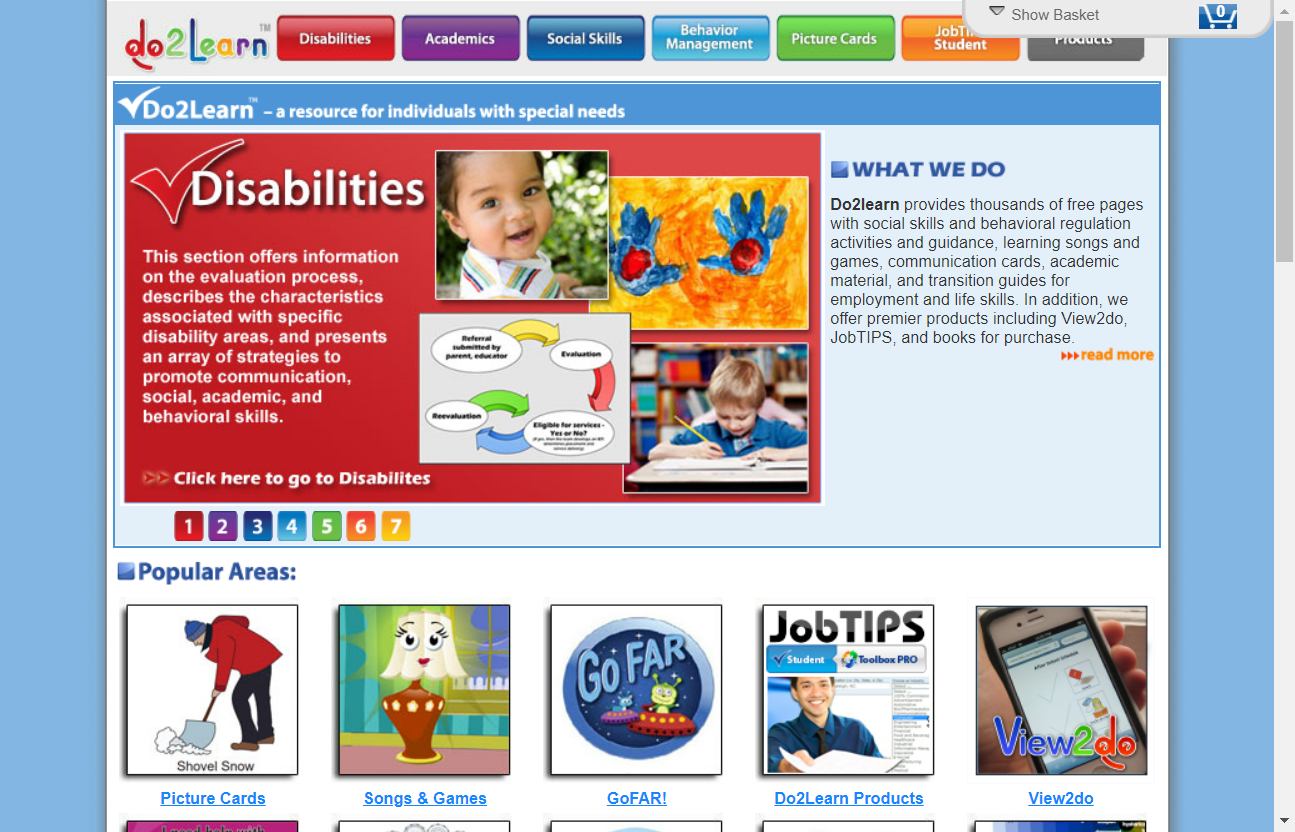 do2learn™
Disabilities
Academics
Social Skills
Behavior
Management
Picture Cards
Student
Products
Show Basket
0
Do2Learn™ – a resource for individuals with special needs
Disabilities
This section offers information
on the evaluation process,
describes the characteristics
associated with specific
disability areas, and presents
an array of strategies to
promote communication,
social, academic, and
behavioral skills.
Referral
submitted by
parent, educator
Evaluation
Reevaluation
Eligible for services -
Yes or No?
Click here to go to Disabilites
1 2 3 4 5 6 7
WHAT WE DO
Do2learn provides thousands of free pages
with social skills and behavioral regulation
activities and guidance, learning songs and
games, communication cards, academic
material, and transition guides for
employment and life skills. In addition, we
offer premier products including View2do,
JobTIPS, and books for purchase.
read more
Popular Areas:
Shovel Snow
Picture Cards
Songs & Games
GO FAR
GoFAR!
JobTIPS
Student
Toolbox PRO
Do2Learn Products
View2do
View2do
I need help with